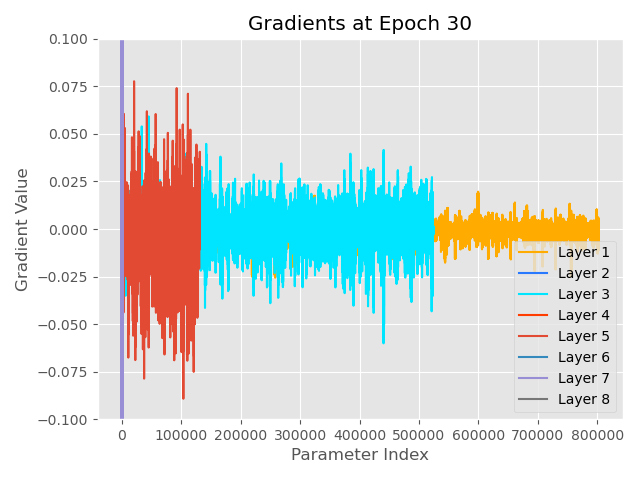 Gradients at Epoch 30
Gradient Value
0.100
0.075
0.050
0.025
0.000
−0.025
−0.050
−0.075
−0.100
0 100000 200000 300000 400000 500000 600000 700000 800000
Parameter Index
Layer 1
Layer 2
Layer 3
Layer 4
Layer 5
Layer 6
Layer 7
Layer 8